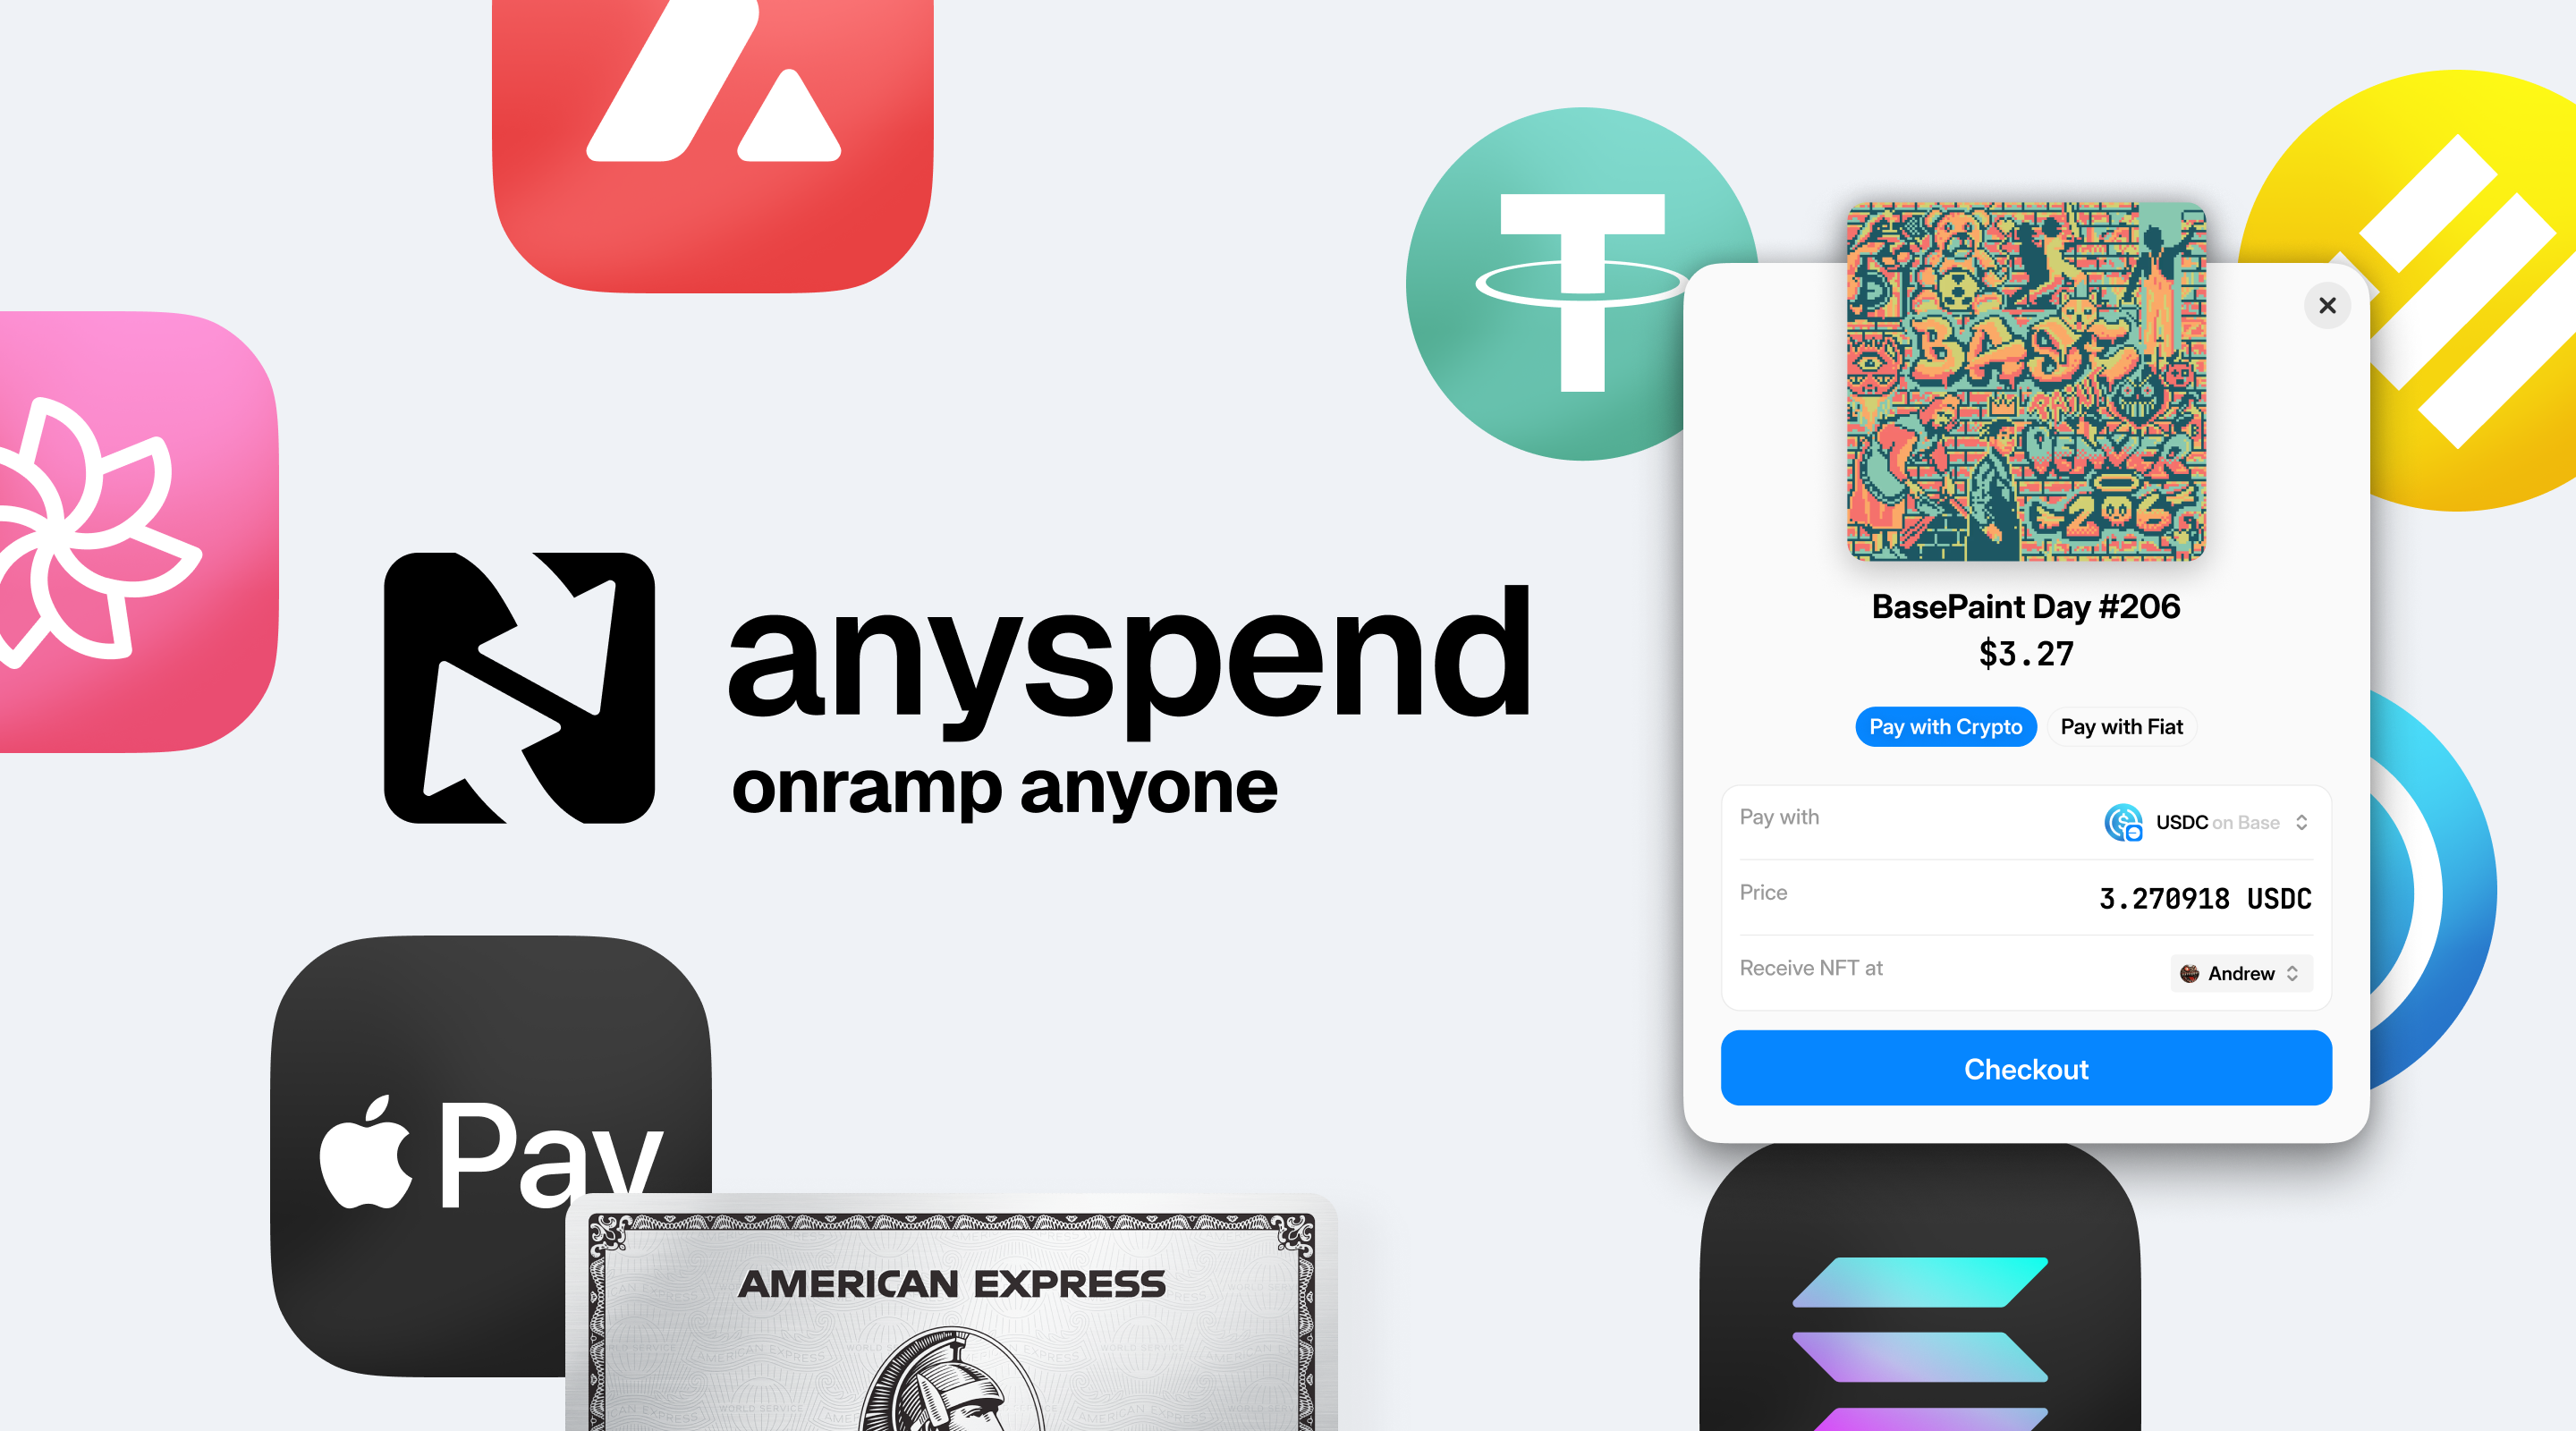 anyspend
onramp anyone
BASE
PAINT
DENVER
206
BasePaint Day #206
$3.27
Pay with Crypto
Pay with Fiat
Pay with
USDC on Base
Price
3.270918 USDC
Receive NFT at
Andrew
Checkout
Pay
AMERICAN EXPRESS